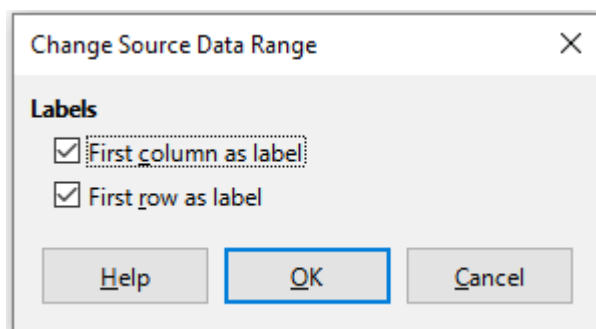 Change Source Data Range
Labels
First column as label
First row as label
Help OK Cancel